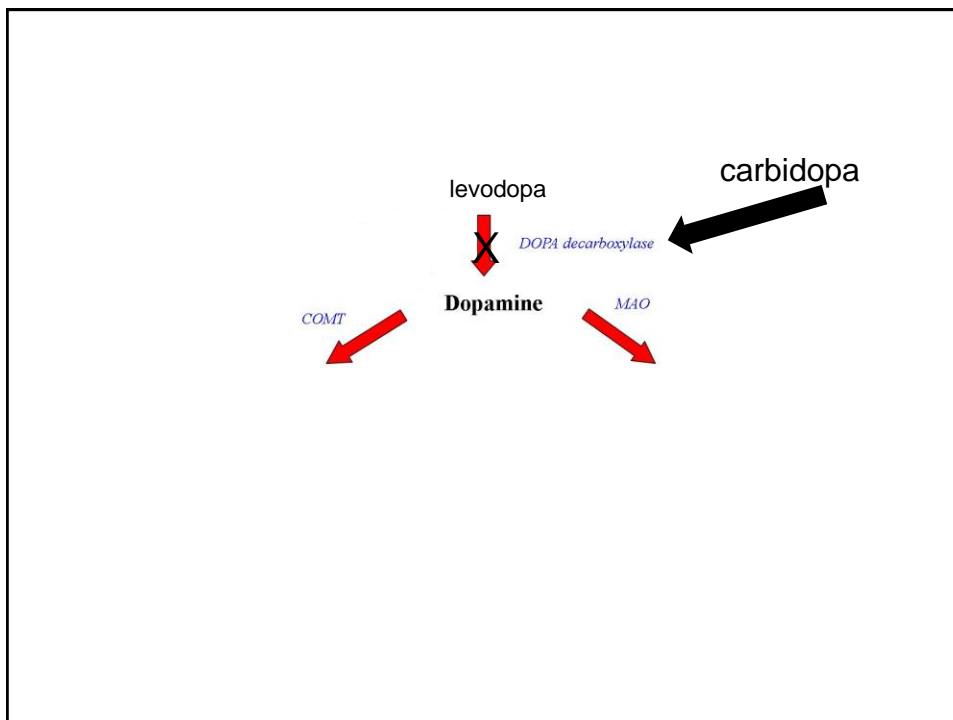 carbidopa
levodopa
X
DOPA decarboxylase
Dopamine
COMT
MAO